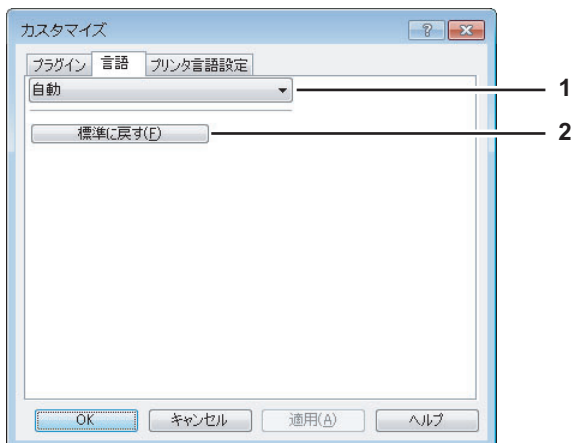 カスタマイズ
プラグイン 言語 プリンタ言語設定
自動 1
標準に戻す(F) 2
OK キャンセル 適用(A) ヘルプ